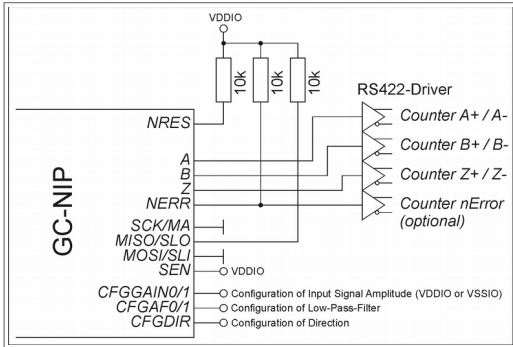 VDDIO
10k
10k
10k
RS422-Driver
GC-NIP
NRES
A
Counter A+ / A-
B
Counter B+ / B-
Z
Counter Z+ / Z-
NERR
Counter nError
(optional)
SCK/MA
MISO/SLO
MOSI/SLI
SEN
VDDIO
CFGGAIN0/1
Configuration of Input Signal Amplitude (VDDIO or VSSIO)
CFGAF0/1
Configuration of Low-Pass-Filter
CFGDIR
Configuration of Direction